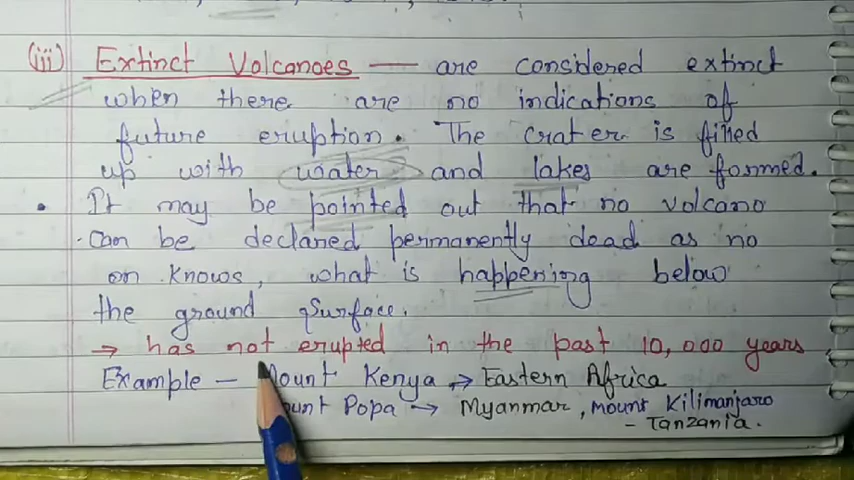 (iii) Extinct Volcanoes — are considered extinct
when there are no indications of
future eruption. The crater is filled
up with water and lakes are formed.
• It may be pointed out that no volcano
can be declared permanently dead as no
on knows, what is happening below
the ground surface.
→ has not erupted in the past 10,000 years
Example — Mount Kenya → Eastern Africa
Popa → Myanmar, Mount Kilimanjaro
- Tanzania.